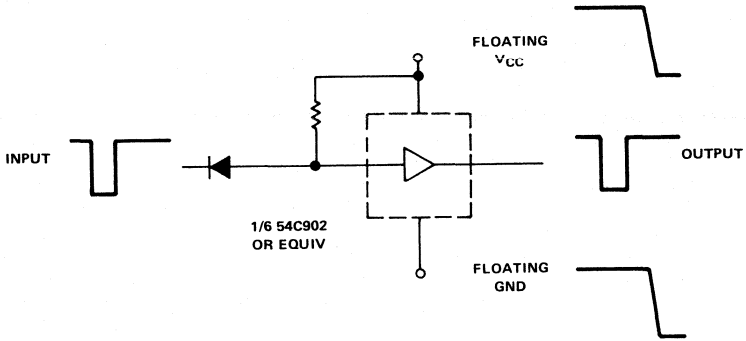 FLOATING
VCC
INPUT
OUTPUT
1/6 54C902
OR EQUIV
FLOATING
GND